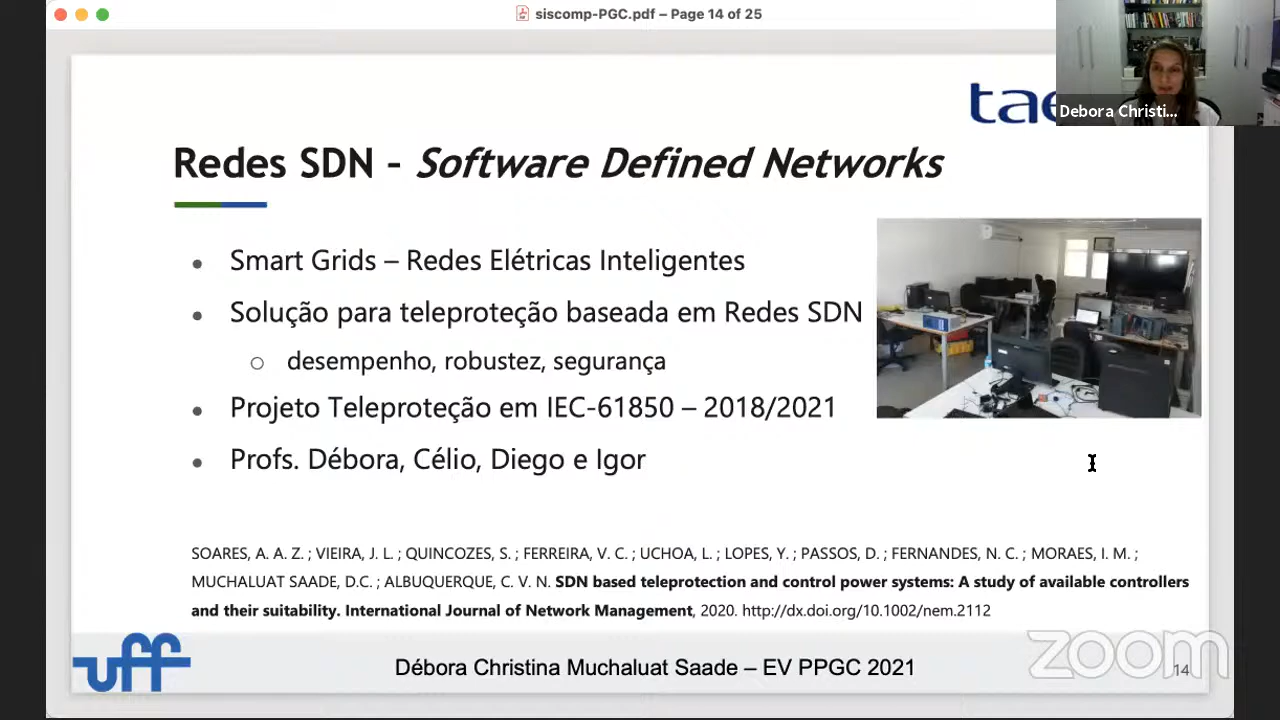 siscomp-PGC.pdf – Page 14 of 25
Debora Christi...
Redes SDN - Software Defined Networks
Smart Grids – Redes Elétricas Inteligentes
Solução para teleproteção baseada em Redes SDN
desempenho, robustez, segurança
Projeto Teleproteção em IEC-61850 – 2018/2021
Profs. Débora, Célio, Diego e Igor
SOARES, A. A. Z. ; VIEIRA, J. L. ; QUINCOZES, S. ; FERREIRA, V. C. ; UCHOA, L. ; LOPES, Y. ; PASSOS, D. ; FERNANDES, N. C. ; MORAES, I. M. ;
MUCHALUAT SAADE, D.C. ; ALBUQUERQUE, C. V. N. SDN based teleprotection and control power systems: A study of available controllers
and their suitability. International Journal of Network Management, 2020. http://dx.doi.org/10.1002/nem.2112
uff
Débora Christina Muchaluat Saade – EV PPGC 2021
zoom
14